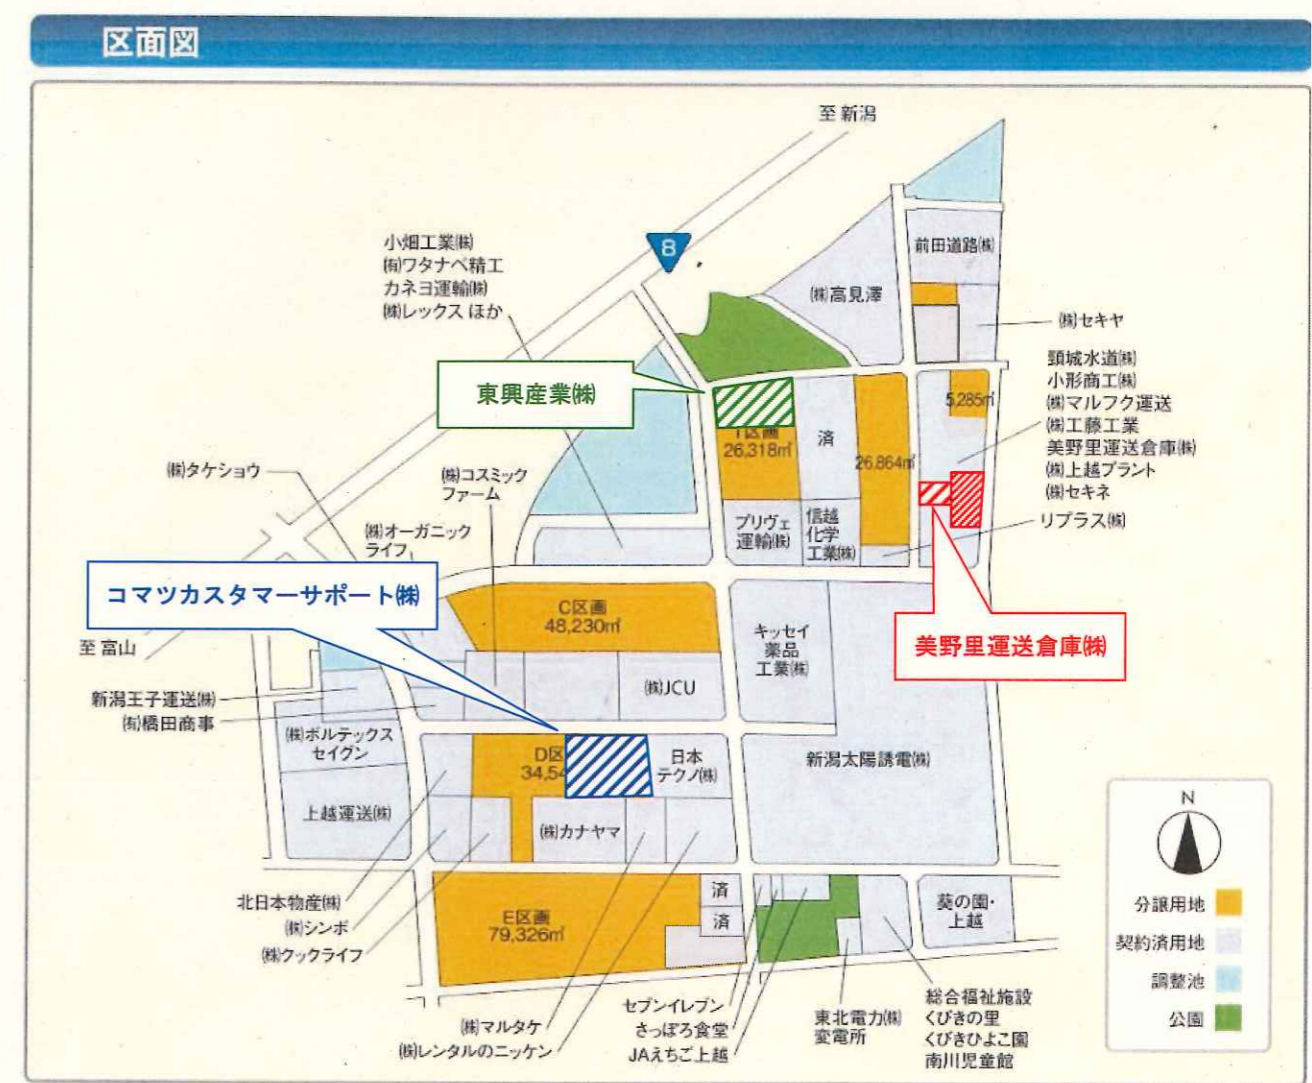 区画図
至 新潟
8
小畑工業㈱
㈲ワタナベ精工
カネヨ運輸㈱
㈱レックス ほか
前田道路㈱
㈱高見澤
㈱セキヤ
東興産業㈱
頸城水道㈱
小形商工㈱
㈱マルフク運送
㈱工藤工業
美野里運送倉庫㈱
㈱上越プラント
㈱セキネ
リプラス㈱
5,285㎡
区画
26,318㎡
済
26,864㎡
㈱タケショウ
㈱コスミック
ファーム
㈱オーガニック
ライフ
プリヴェ
運輸㈱
信越
化学
工業㈱
コマツカスタマーサポート㈱
C区画
48,230㎡
キッセイ
薬品
工業㈱
美野里運送倉庫㈱
至 富山
新潟王子運送㈱
㈲橋田商事
㈱JCU
㈱ボルテックス
セイグン
D区
34,54
日本
テクノ㈱
新潟太陽誘電㈱
上越運送㈱
㈱カナヤマ
N
北日本物産㈱
㈱シンボ
㈱クックライフ
E区画
79,326㎡
済
済
葵の園・
上越
分譲用地
契約済用地
調整池
公園
㈱マルタケ
㈱レンタルのニッケン
セブンイレブン
さっぽろ食堂
JAえちご上越
東北電力㈱
変電所
総合福祉施設
くびきの里
くびきひよこ園
南川児童館